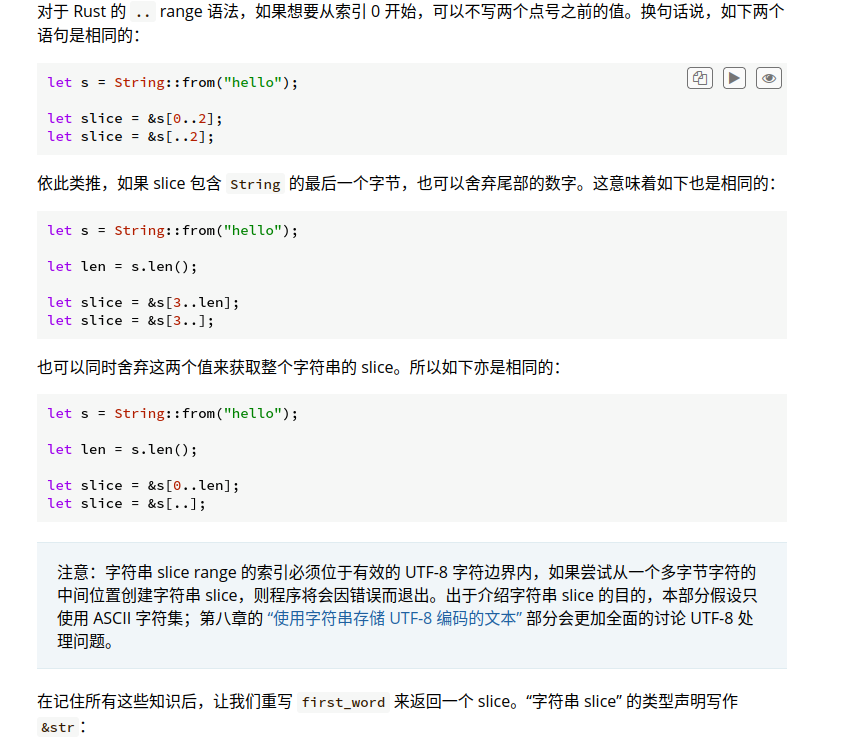 对于 Rust 的 .. range 语法，如果想要从索引 0 开始，可以不写两个点号之前的值。换句话说，如下两个
语句是相同的：
let s = String::from("hello");
let slice = &s[0..2];
let slice = &s[..2];
依此类推，如果 slice 包含 String 的最后一个字节，也可以舍弃尾部的数字。这意味着如下也是相同的：
let s = String::from("hello");
let len = s.len();
let slice = &s[3..len];
let slice = &s[3..];
也可以同时舍弃这两个值来获取整个字符串的 slice。所以如下亦是相同的：
let s = String::from("hello");
let len = s.len();
let slice = &s[0..len];
let slice = &s[..];
注意：字符串 slice range 的索引必须位于有效的 UTF-8 字符边界内，如果尝试从一个多字节字符的
中间位置创建字符串 slice，则程序将会因错误而退出。出于介绍字符串 slice 的目的，本部分假设只
使用 ASCII 字符集；第八章的 “使用字符串存储 UTF-8 编码的文本” 部分会更加全面的讨论 UTF-8 处
理问题。
在记住所有这些知识后，让我们重写 first_word 来返回一个 slice。“字符串 slice” 的类型声明写作
&str：